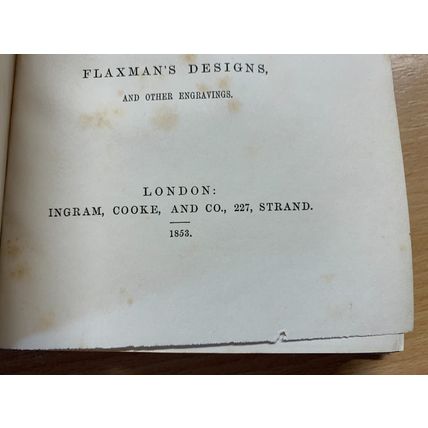 FLAXMAN'S DESIGNS,
AND OTHER ENGRAVINGS.
LONDON:
INGRAM, COOKE, AND CO., 227, STRAND.
1853.